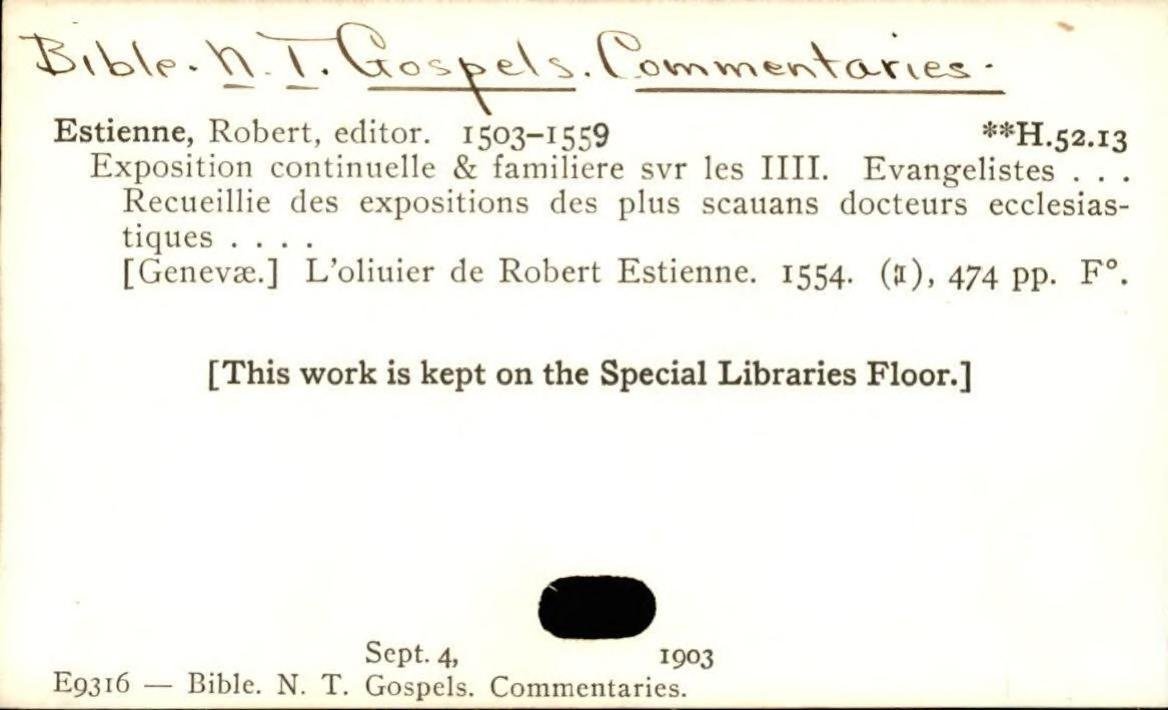 Bible. N. T. Gospels. Commentaries.
Estienne, Robert, editor. 1503–1559 **H.52.13
Exposition continuelle & familiere svr les IIII. Evangelistes . . .
Recueillie des expositions des plus scauans docteurs ecclesias-
tiques . . . .
[Genevæ.] L'oliuier de Robert Estienne. 1554. (1), 474 pp. F°.
[This work is kept on the Special Libraries Floor.]
Sept. 4, 1903
E9316 — Bible. N. T. Gospels. Commentaries.